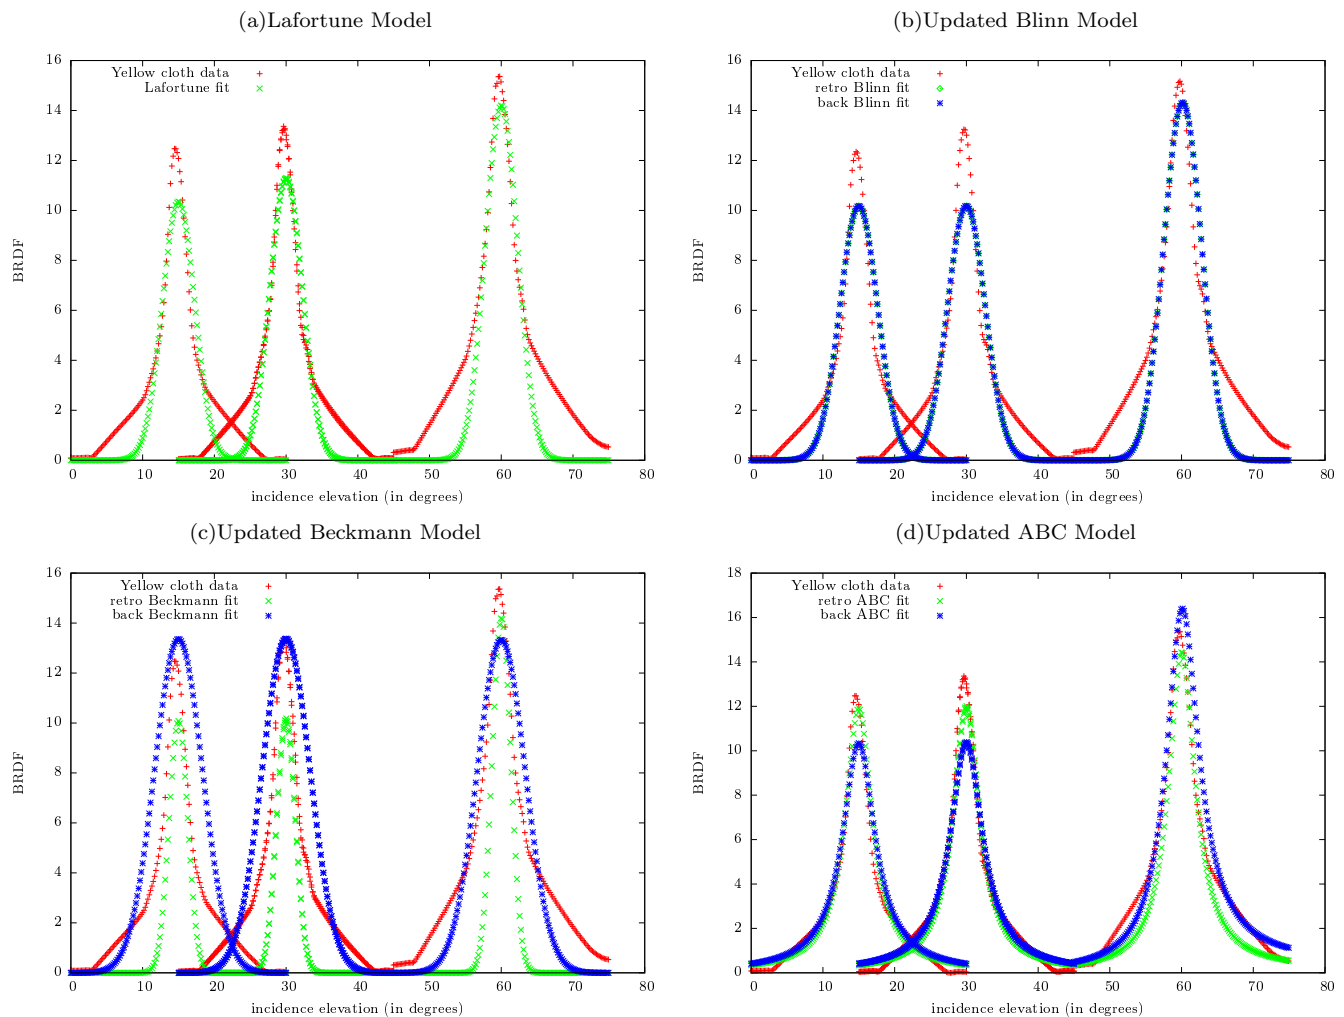 (a)Lafortune Model
16
14
12
10
8
6
4
2
0
BRDF
Yellow cloth data
Lafortune fit
10 20 30 40 50 60 70 80
incidence elevation (in degrees)
(b)Updated Blinn Model
16
14
12
10
8
6
4
2
0
BRDF
Yellow cloth data
retro Blinn fit
back Blinn fit
0 10 20 30 40 50 60 70 80
incidence elevation (in degrees)
(c)Updated Beckmann Model
16
14
12
10
8
6
4
2
0
BRDF
Yellow cloth data
retro Beckmann fit
back Beckmann fit
10 20 30 40 50 60 70 80
incidence elevation (in degrees)
(d)Updated ABC Model
18
16
14
12
10
8
6
4
2
0
BRDF
Yellow cloth data
retro ABC fit
back ABC fit
0 10 20 30 40 50 60 70 80
incidence elevation (in degrees)